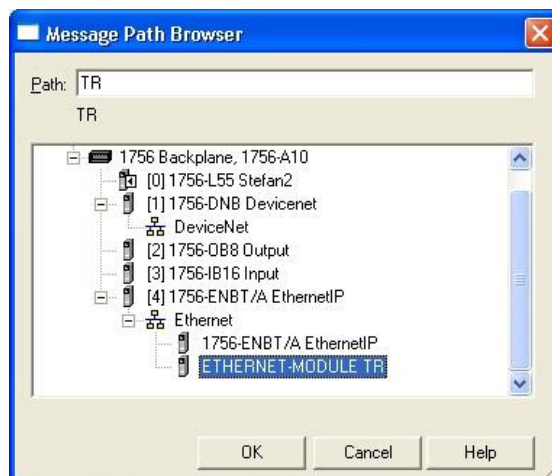 Message Path Browser
Path: TR
TR
1756 Backplane, 1756-A10
[0] 1756-L55 Stefan2
[1] 1756-DNB Devicenet
DeviceNet
[2] 1756-OB8 Output
[3] 1756-IB16 Input
[4] 1756-ENBT/A EthernetIP
Ethernet
1756-ENBT/A EthernetIP
ETHERNET-MODULE TR
OK Cancel Help